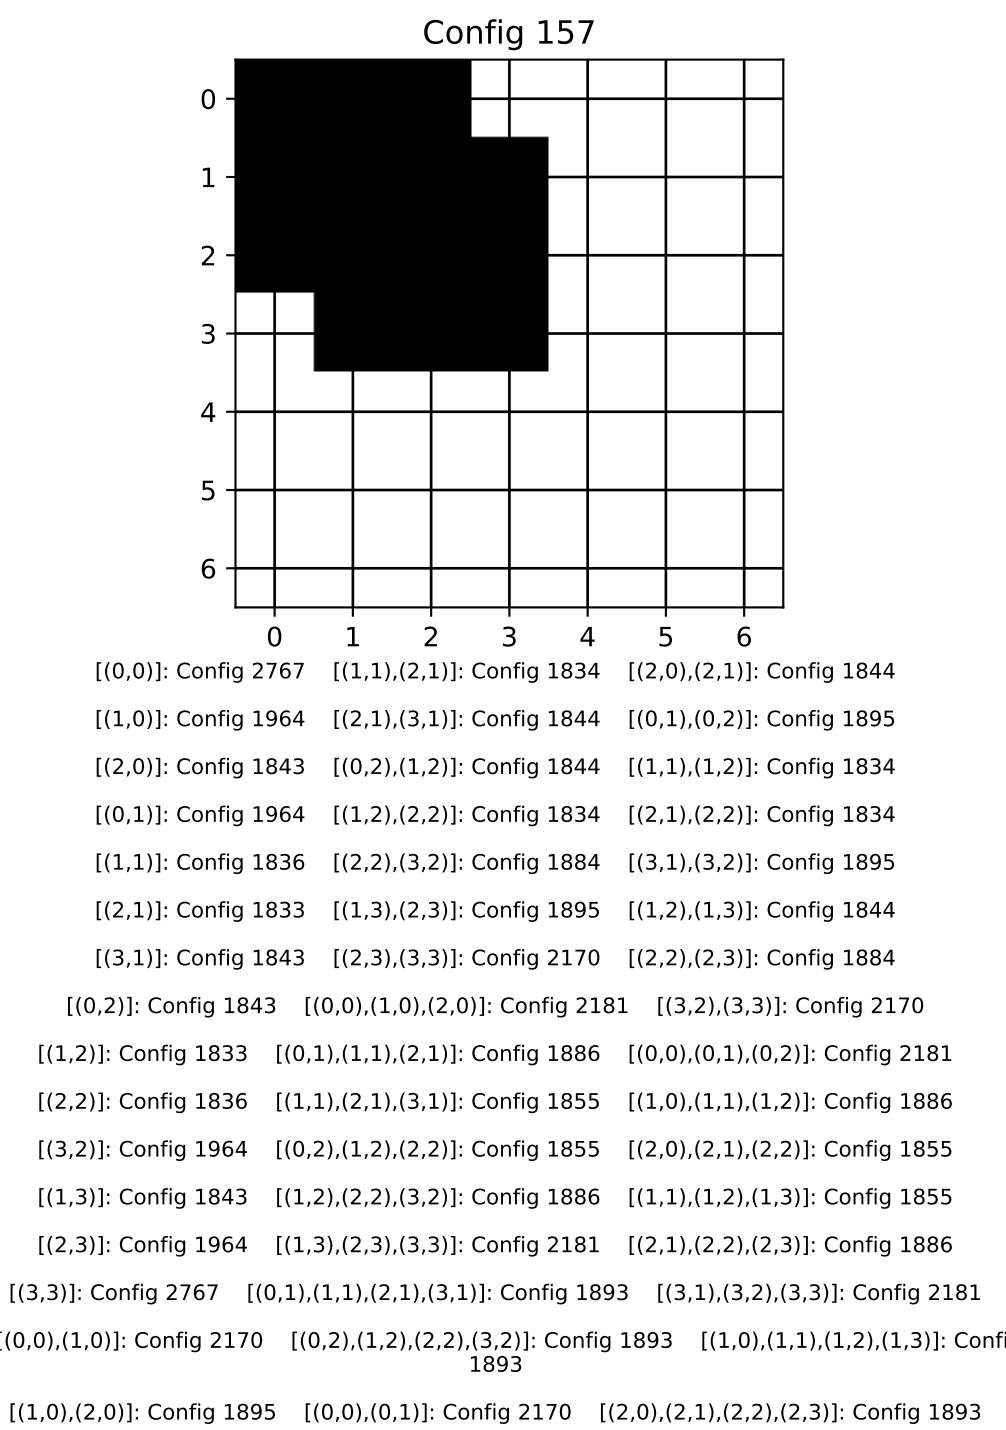 Config 157
0
1
2
3
4
5
6
0 1 2 3 4 5 6
[(0,0)]: Config 2767 [(1,1),(2,1)]: Config 1834 [(2,0),(2,1)]: Config 1844
[(1,0)]: Config 1964 [(2,1),(3,1)]: Config 1844 [(0,1),(0,2)]: Config 1895
[(2,0)]: Config 1843 [(0,2),(1,2)]: Config 1844 [(1,1),(1,2)]: Config 1834
[(0,1)]: Config 1964 [(1,2),(2,2)]: Config 1834 [(2,1),(2,2)]: Config 1834
[(1,1)]: Config 1836 [(2,2),(3,2)]: Config 1884 [(3,1),(3,2)]: Config 1895
[(2,1)]: Config 1833 [(1,3),(2,3)]: Config 1895 [(1,2),(1,3)]: Config 1844
[(3,1)]: Config 1843 [(2,3),(3,3)]: Config 2170 [(2,2),(2,3)]: Config 1884
[(0,2)]: Config 1843 [(0,0),(1,0),(2,0)]: Config 2181 [(3,2),(3,3)]: Config 2170
[(1,2)]: Config 1833 [(0,1),(1,1),(2,1)]: Config 1886 [(0,0),(0,1),(0,2)]: Config 2181
[(2,2)]: Config 1836 [(1,1),(2,1),(3,1)]: Config 1855 [(1,0),(1,1),(1,2)]: Config 1886
[(3,2)]: Config 1964 [(0,2),(1,2),(2,2)]: Config 1855 [(2,0),(2,1),(2,2)]: Config 1855
[(1,3)]: Config 1843 [(1,2),(2,2),(3,2)]: Config 1886 [(1,1),(1,2),(1,3)]: Config 1855
[(2,3)]: Config 1964 [(1,3),(2,3),(3,3)]: Config 2181 [(2,1),(2,2),(2,3)]: Config 1886
[(3,3)]: Config 2767 [(0,1),(1,1),(2,1),(3,1)]: Config 1893 [(3,1),(3,2),(3,3)]: Config 2181
(0,0),(1,0)]: Config 2170 [(0,2),(1,2),(2,2),(3,2)]: Config 1893 [(1,0),(1,1),(1,2),(1,3)]: Confi
1893
[(1,0),(2,0)]: Config 1895 [(0,0),(0,1)]: Config 2170 [(2,0),(2,1),(2,2),(2,3)]: Config 1893